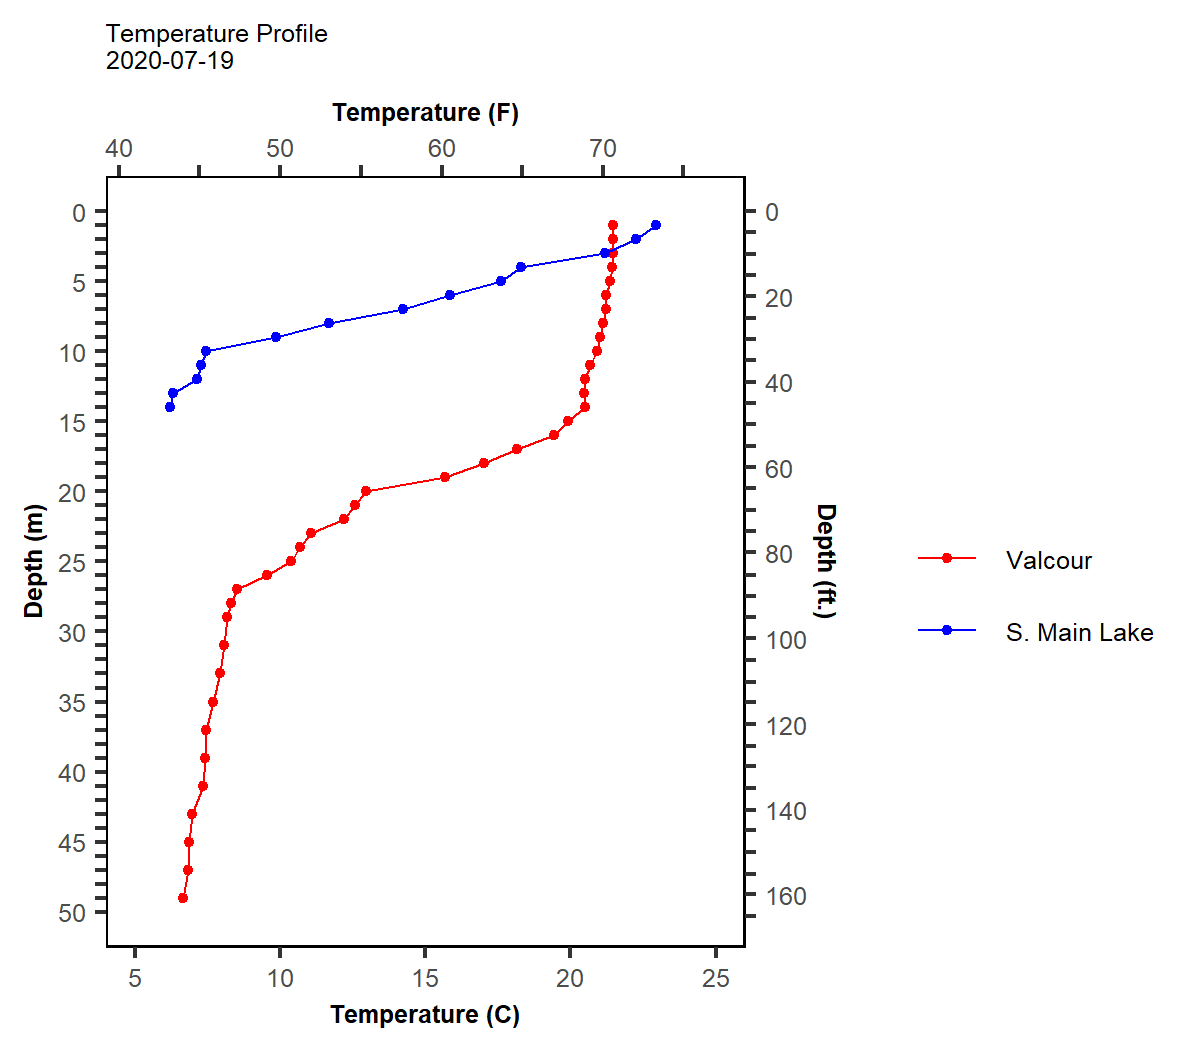 Temperature Profile
2020-07-19
Temperature (F)
40 50 60 70
0
5
10
15
20
25
30
35
40
45
50
Depth (m)
0
20
40
60
80
100
120
140
160
Depth (ft.)
5 10 15 20 25
Temperature (C)
Valcour
S. Main Lake